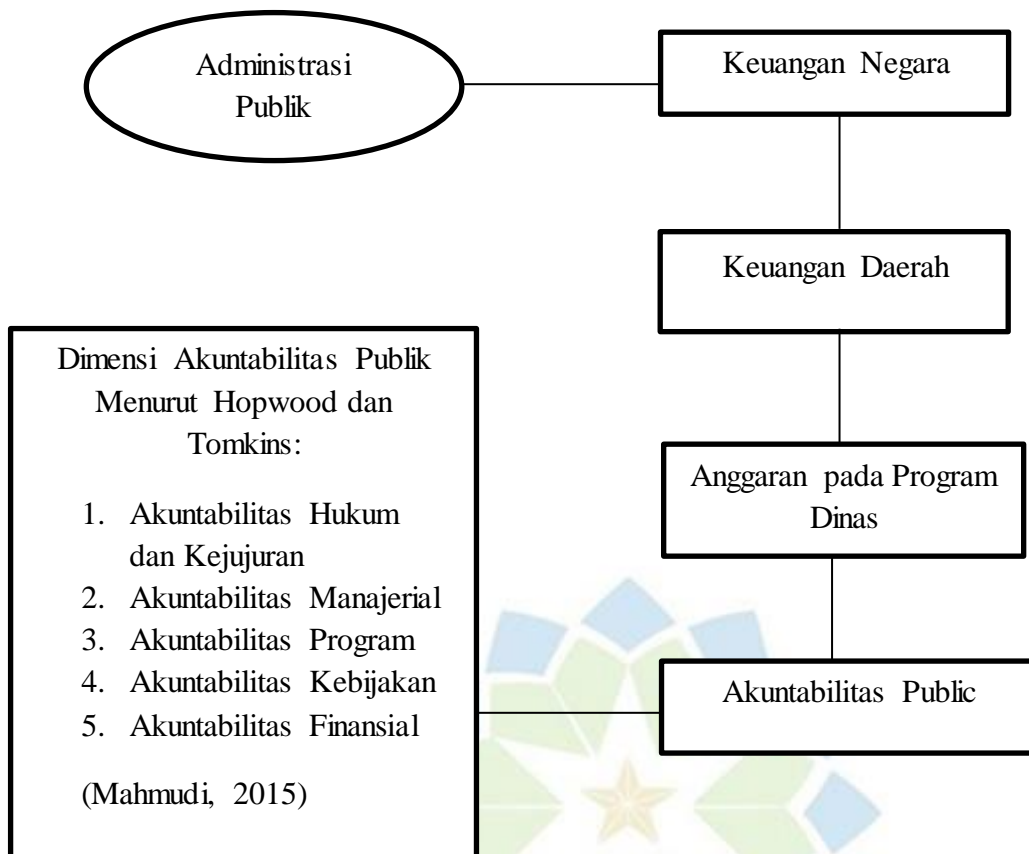 Administrasi
Publik
Keuangan Negara
Keuangan Daerah
Anggaran pada Program
Dinas
Akuntabilitas Public
Dimensi Akuntabilitas Publik
Menurut Hopwood dan
Tomkins:
1. Akuntabilitas Hukum
dan Kejujuran
2. Akuntabilitas Manajerial
3. Akuntabilitas Program
4. Akuntabilitas Kebijakan
5. Akuntabilitas Finansial
(Mahmudi, 2015)